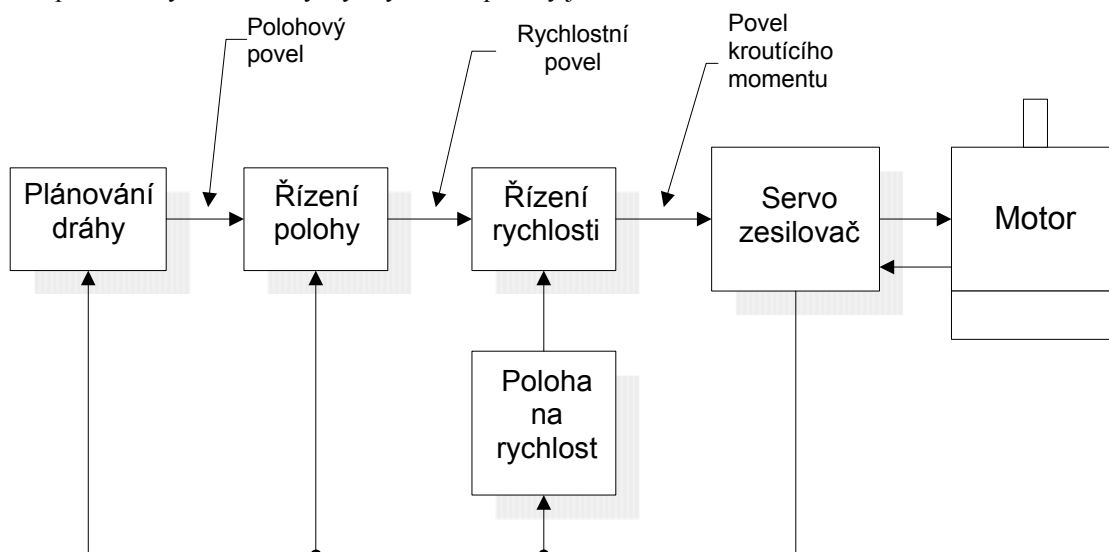 Polohový
povel
Rychlostní
povel
Povel
kroutícího
momentu
Plánování
dráhy
Řízení
polohy
Řízení
rychlosti
Servo
zesilovač
Motor
Poloha
na
rychlost